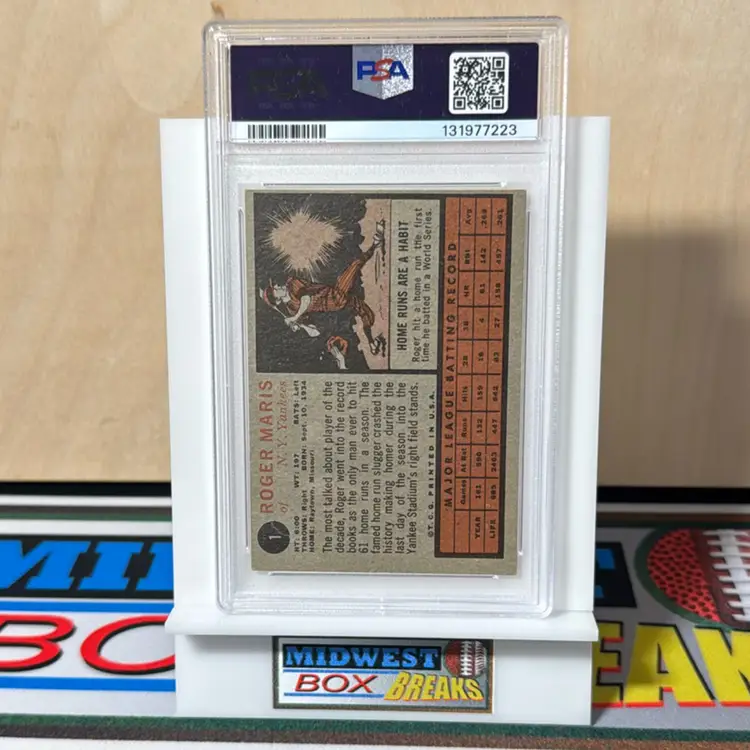 PSA
131977223
1
ROGER MARIS
of N.Y. Yankees
HT: 6:00 WT: 197 BATS: Left
THROWS: Right BORN: Sept. 10, 1934
HOME: Raytown, Missouri
The most talked about player of the
decade, Roger went into the record
books as the only man ever to hit
61 home runs in a season. The
famed home run slugger crashed the
history making homer during the
last day of the season into the
Yankee Stadium's right field stands.
©T.C.G. PRINTED IN U.S.A.
HOME RUNS ARE A HABIT
Roger hit a home run the first
time he batted in a World Series.
MAJOR LEAGUE BATTING RECORD
Games At Bat Runs Hits 2B 3B HR RBI Avg.
YEAR 161 590 132 159 16 4 61 142 .269
LIFE 685 2463 447 642 83 27 158 457 .261
MIDWEST
BOX BREAKS
BOX
EAK